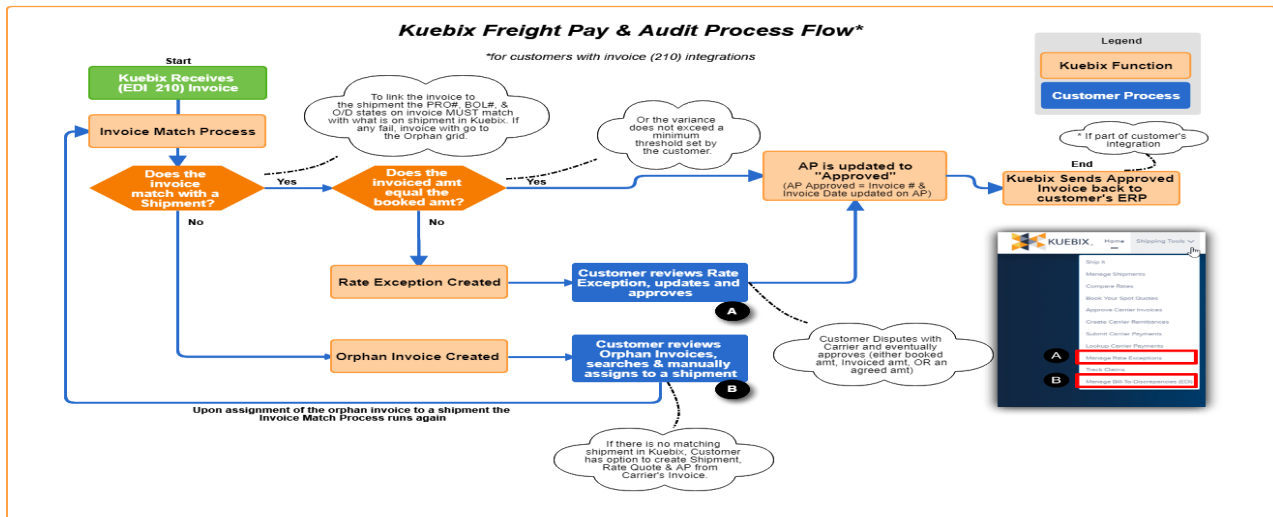 Kuebix Freight Pay & Audit Process Flow*
*for customers with invoice (210) integrations
Legend
Kuebix Function
Customer Process
Start
Kuebix Receives
(EDI 210) Invoice
Invoice Match Process
To link the invoice to
the shipment the PRO#, BOL#, &
O/D states on invoice MUST match
with what is on shipment in Kuebix. If
any fail, invoice with go to
the Orphan grid.
Or the variance
does not exceed a
minimum
threshold set by
the customer.
* If part of customer's
integration
Does the
invoice
match with a
Shipment?
Yes
No
Does the
invoiced amt
equal the
booked amt?
Yes
No
AP is updated to
"Approved"
(AP Approved = Invoice # &
Invoice Date updated on AP)
End
Kuebix Sends Approved
Invoice back to
customer's ERP
Rate Exception Created
Customer reviews Rate
Exception, updates and
approves
A
Orphan Invoice Created
Customer reviews
Orphan Invoices,
searches & manually
assigns to a shipment
B
Customer Disputes with
Carrier and eventually
approves (either booked
amt, Invoiced amt, OR an
agreed amt)
Upon assignment of the orphan invoice to a shipment the
Invoice Match Process runs again
If there is no matching
shipment in Kuebix, Customer
has option to create Shipment,
Rate Quote & AP from
Carrier's Invoice.
KUEBIX Home Shipping Tools
Ship It
Manage Shipments
Compare Rates
Book Your Spot Quotes
Approve Carrier Invoices
Create Carrier Remittances
Submit Carrier Payments
Lookup Carrier Payments
A Manage Rate Exceptions
Track Claims
B Manage Bill To Discrepancies (EDI)